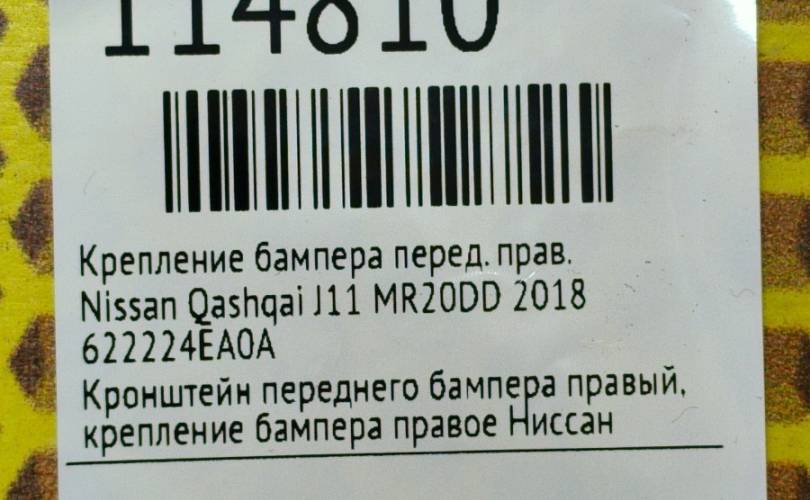 114810
Крепление бампера перед. прав.
Nissan Qashqai J11 MR20DD 2018
622224EA0A
Кронштейн переднего бампера правый,
крепление бампера правое Ниссан